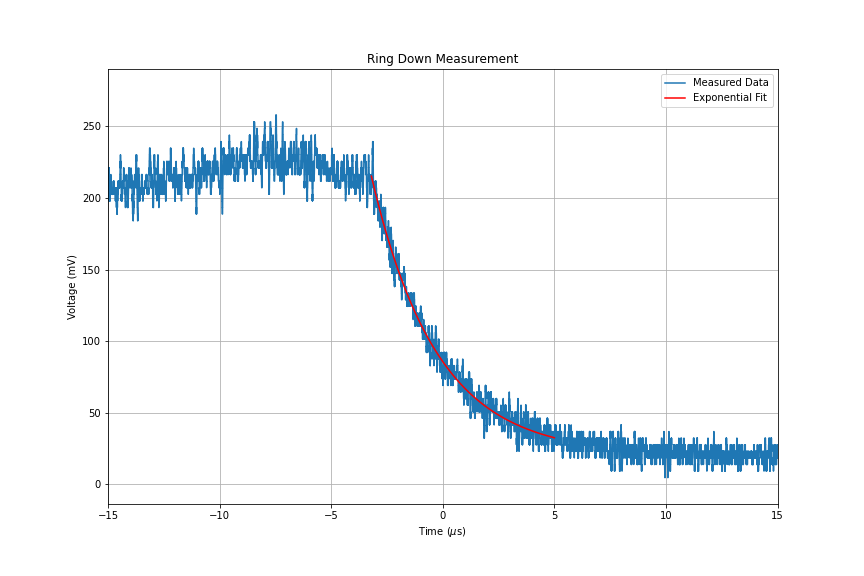 Ring Down Measurement
Measured Data
Exponential Fit
250
200
150
100
50
0
Voltage (mV)
−15
−10
−5
0
5
10
15
Time (μs)